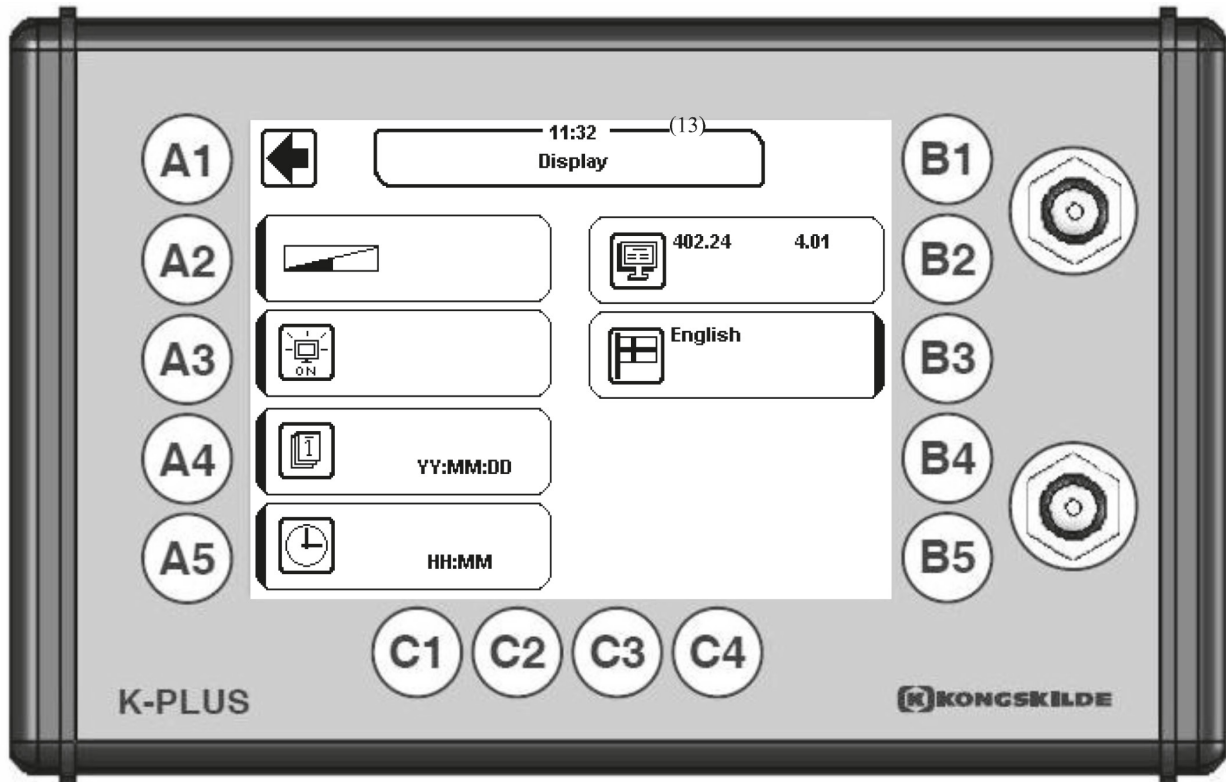 11:32 (13)
Display
A1
A2
A3
A4
A5
ON
1
YY:MM:DD
HH:MM
402.24 4.01
English
B1
B2
B3
B4
B5
C1 C2 C3 C4
K-PLUS
K KONGSKILDE